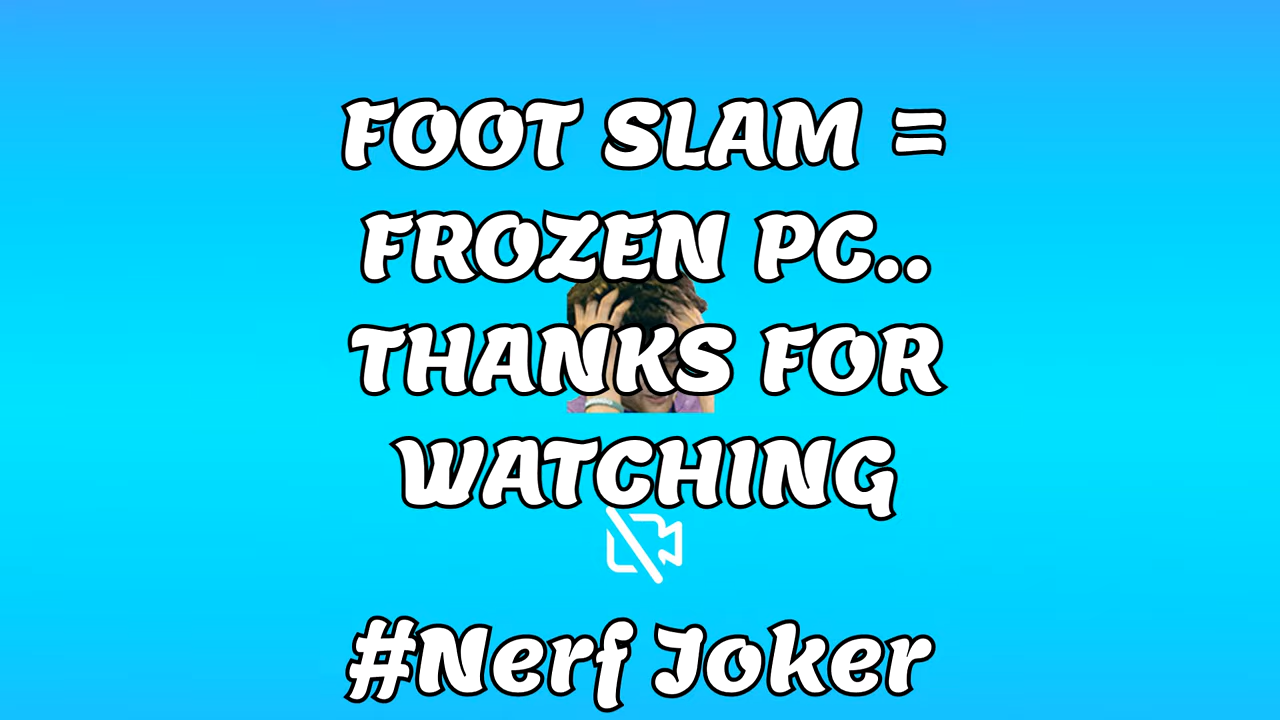 FOOT SLAM =
FROZEN PC..
THANKS FOR
WATCHING
#Nerf Joker